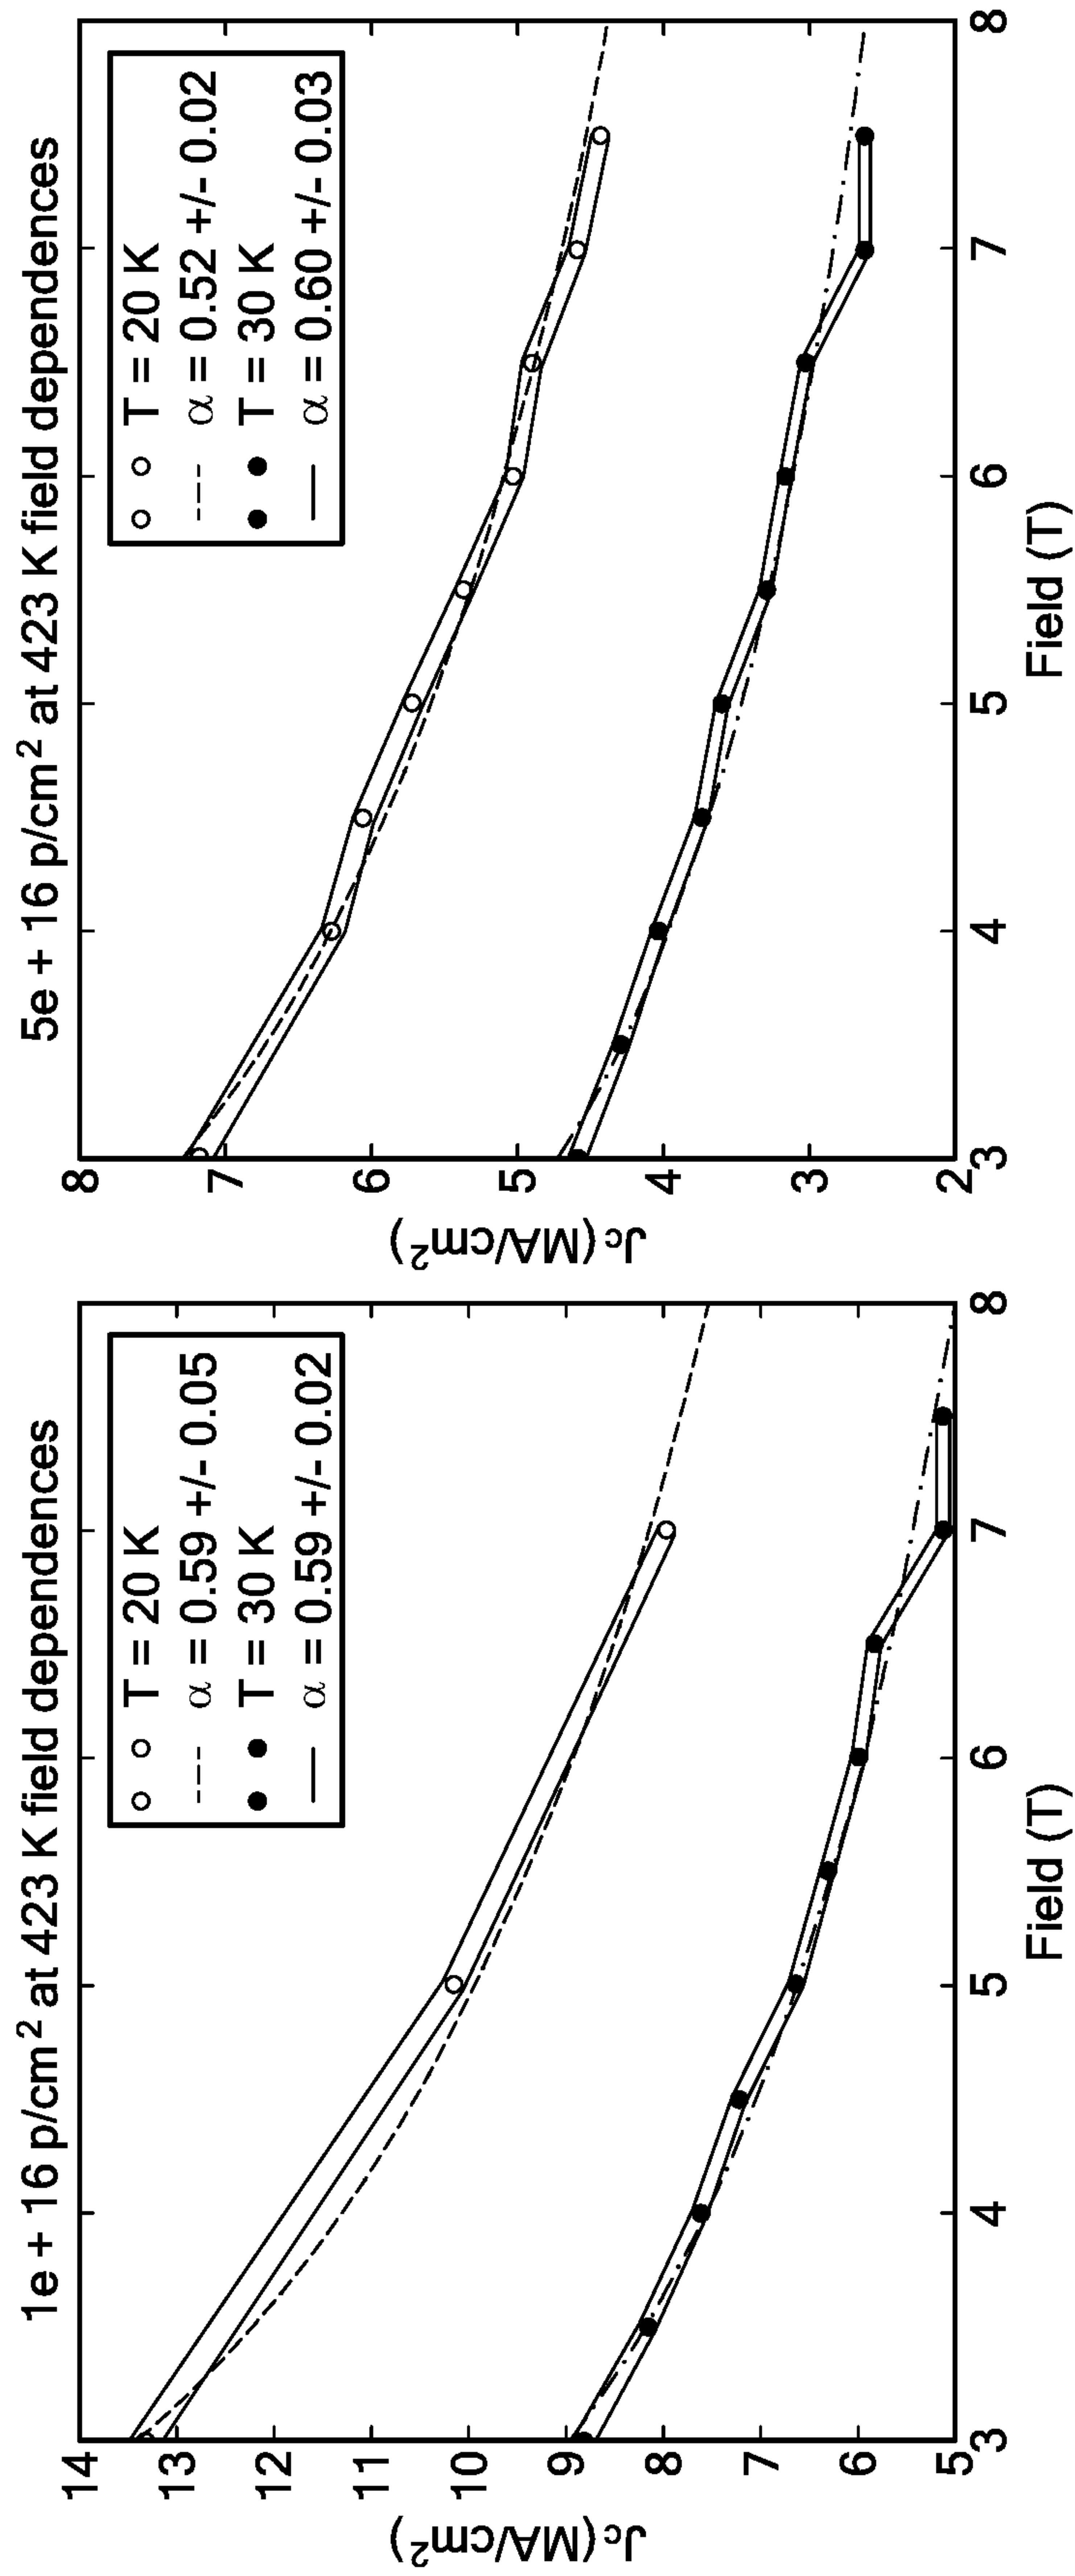 1e + 16 p/cm² at 423 K field dependences
14
13
12
11
10
9
8
7
6
5
Jc (MA/cm²)
T = 20 K
α = 0.59 +/- 0.05
T = 30 K
α = 0.59 +/- 0.02
3 4 5 6 7 8
Field (T)
5e + 16 p/cm² at 423 K field dependences
8
7
6
5
4
3
2
Jc (MA/cm²)
T = 20 K
α = 0.52 +/- 0.02
T = 30 K
α = 0.60 +/- 0.03
3 4 5 6 7 8
Field (T)